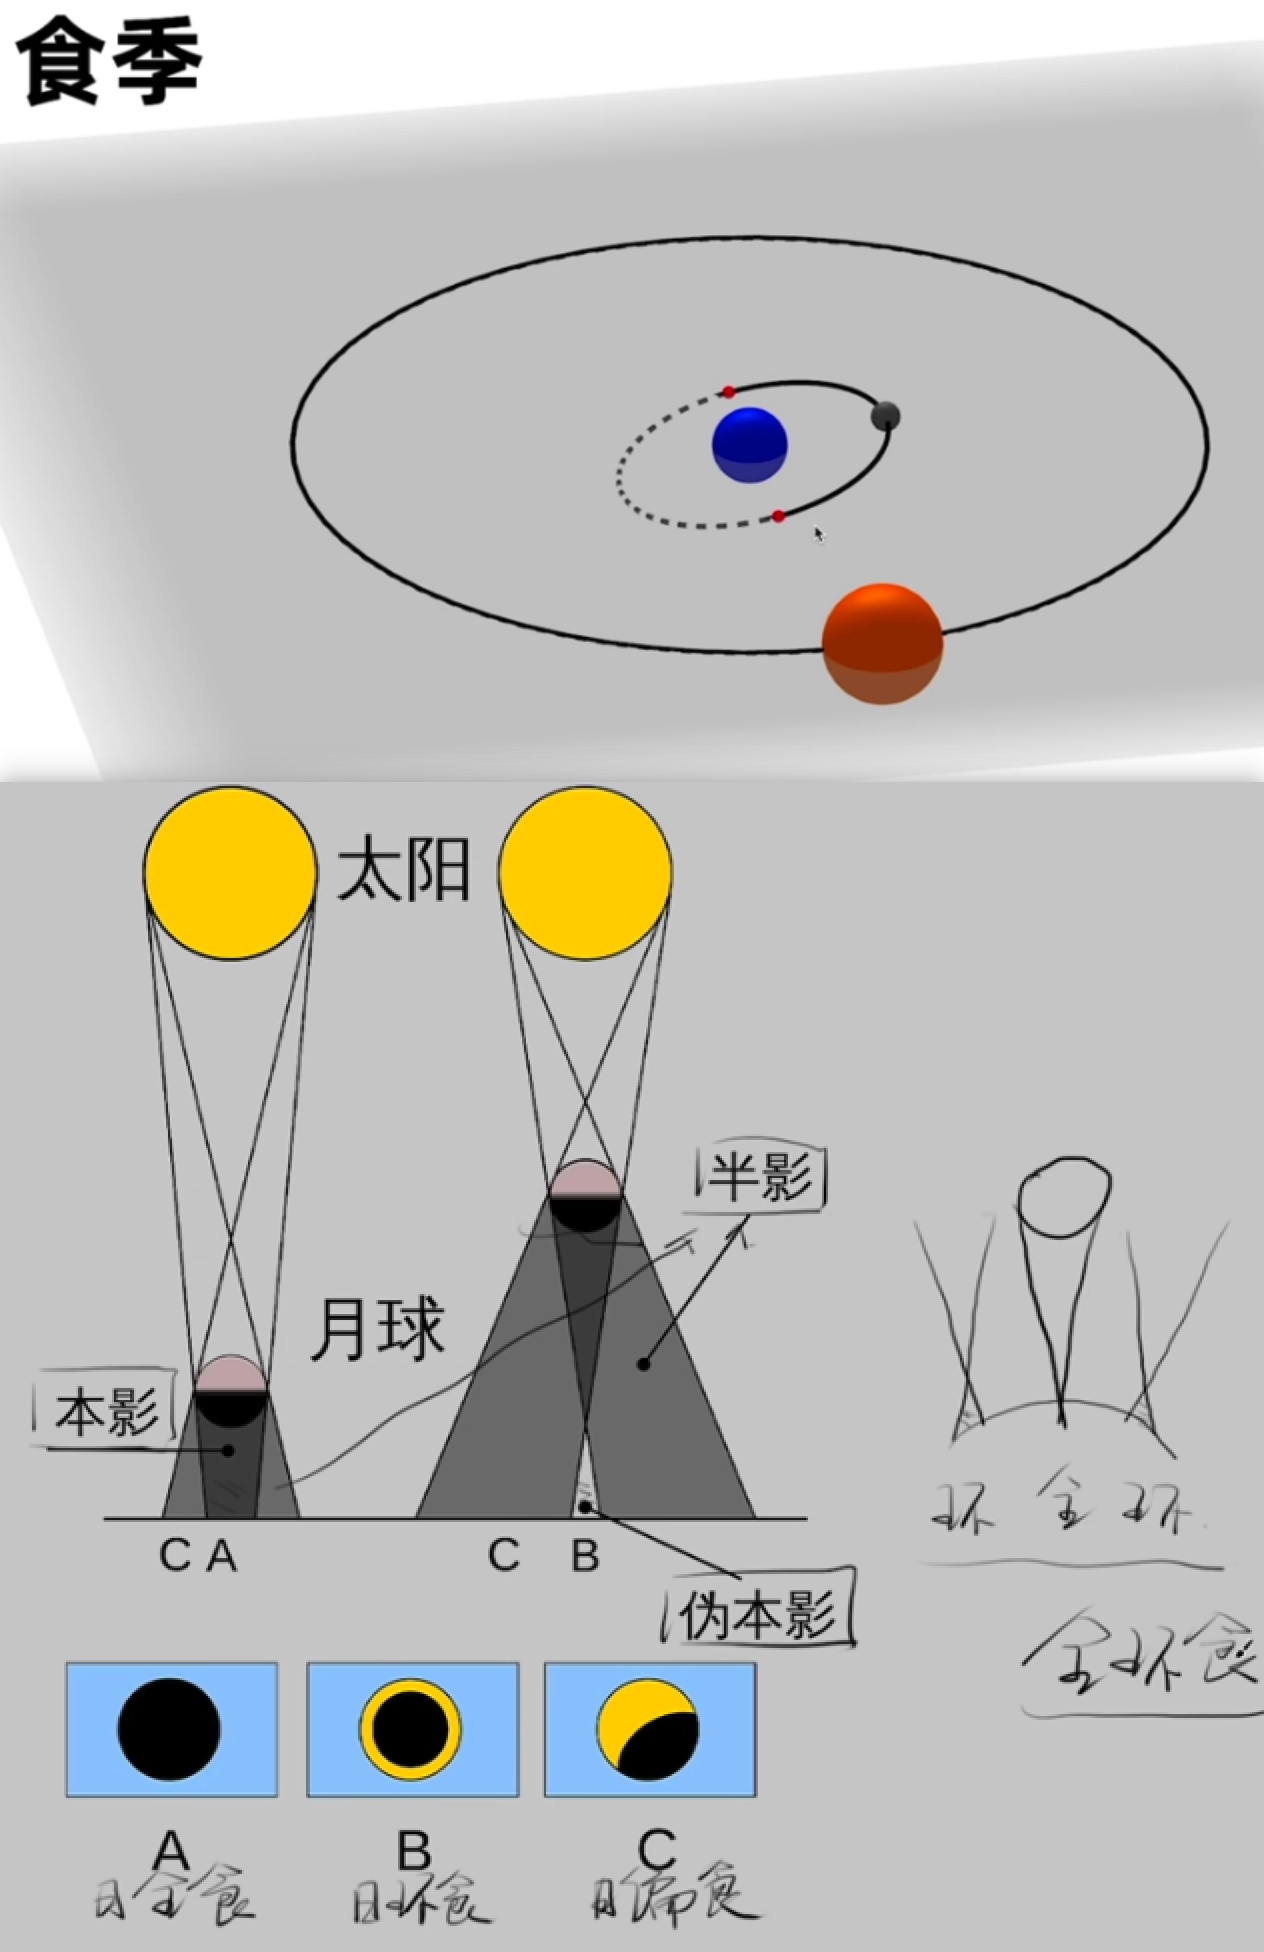 食季
太阳
半影
月球
本影
C A
C B
伪本影
环 全 环
全环食
A B C
日全食 日环食 日偏食